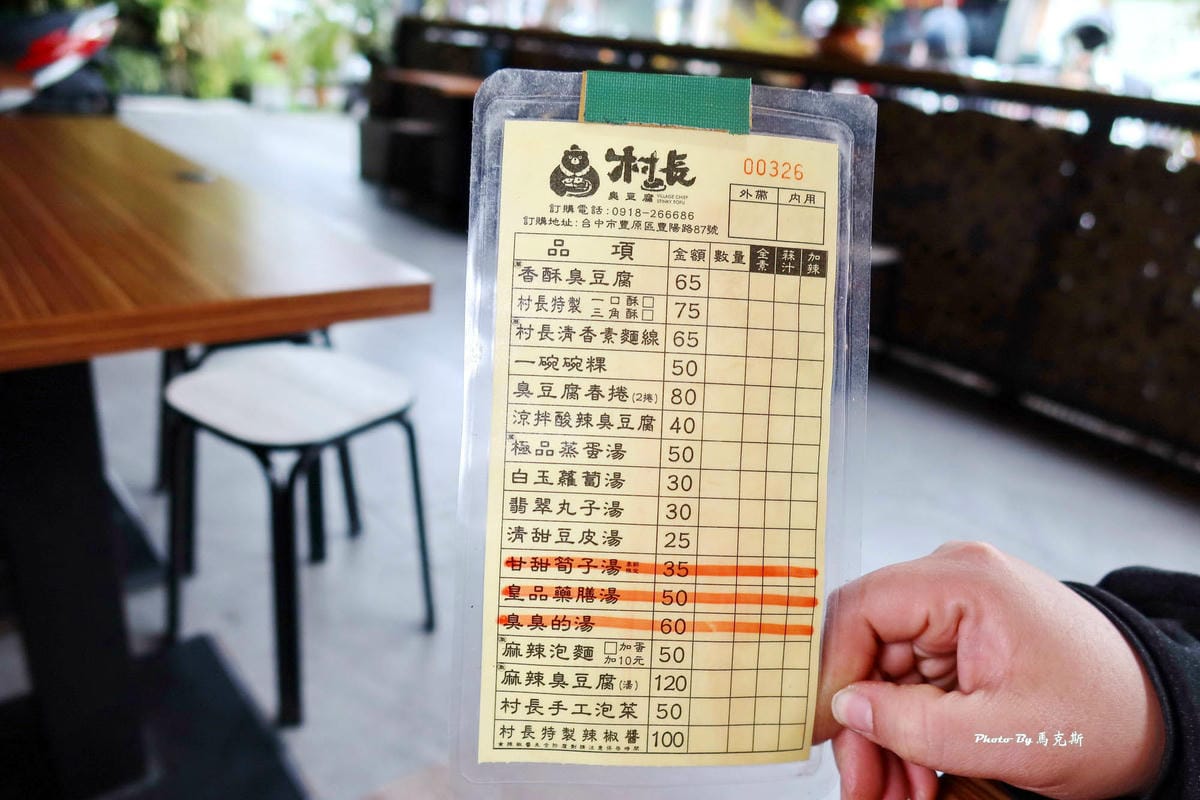 村長
00326
臭豆腐 VILLAGE CHIEF STINKY TOFU
外帶 內用
訂購電話:0918-266686
訂購地址:台中市豐原區豐陽路87號
品項 金額 數量 全素 蒜汁 加辣
香酥臭豆腐 65
村長特製 一口酥□ 三角酥□ 75
村長清香素麵線 65
一碗碗粿 50
臭豆腐春捲(2捲) 80
涼拌酸辣臭豆腐 40
極品蒸蛋湯 50
白玉蘿蔔湯 30
翡翠丸子湯 30
清甜豆皮湯 25
甘甜筍子湯 35
皇品藥膳湯 50
臭臭的湯 60
麻辣泡麵 □加蛋 加10元 50
麻辣臭豆腐(湯) 120
村長手工泡菜 50
村長特製辣椒醬 100
Photo By 馬克斯